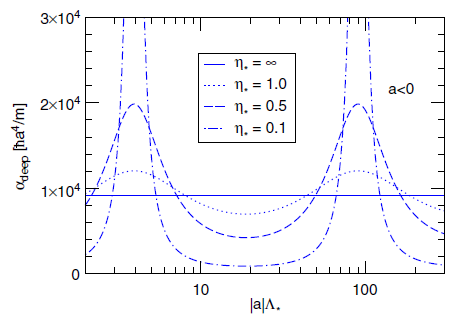 3×10⁴
2×10⁴
1×10⁴
0
α_deep [ħa⁴/m]
η* = ∞
η* = 1.0
η* = 0.5
η* = 0.1
a<0
10
100
|a|Λ*